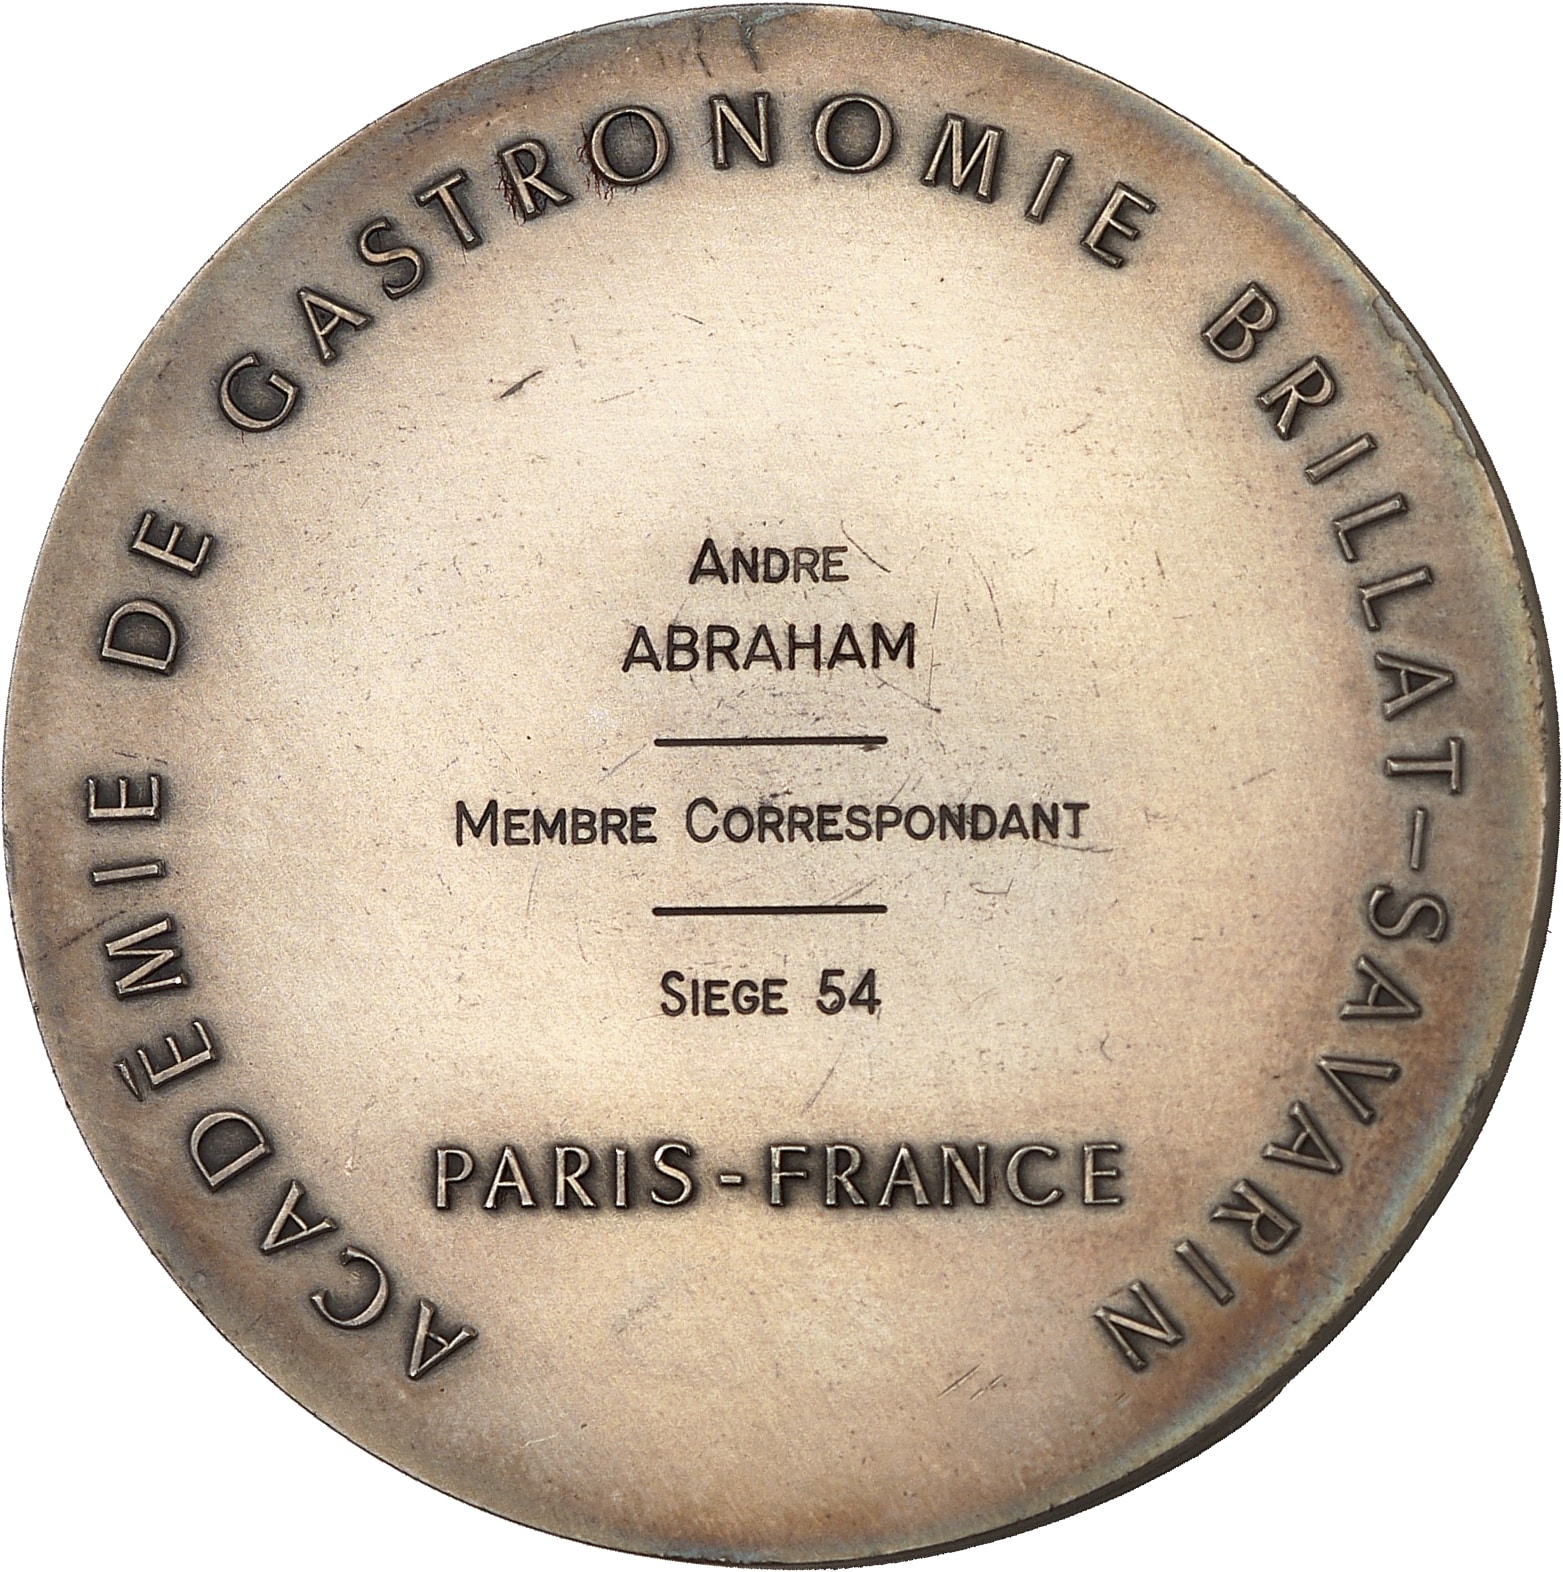 ACADÉMIE DE GASTRONOMIE BRILLAT-SAVARIN
ANDRE
ABRAHAM
MEMBRE CORRESPONDANT
SIEGE 54
PARIS-FRANCE